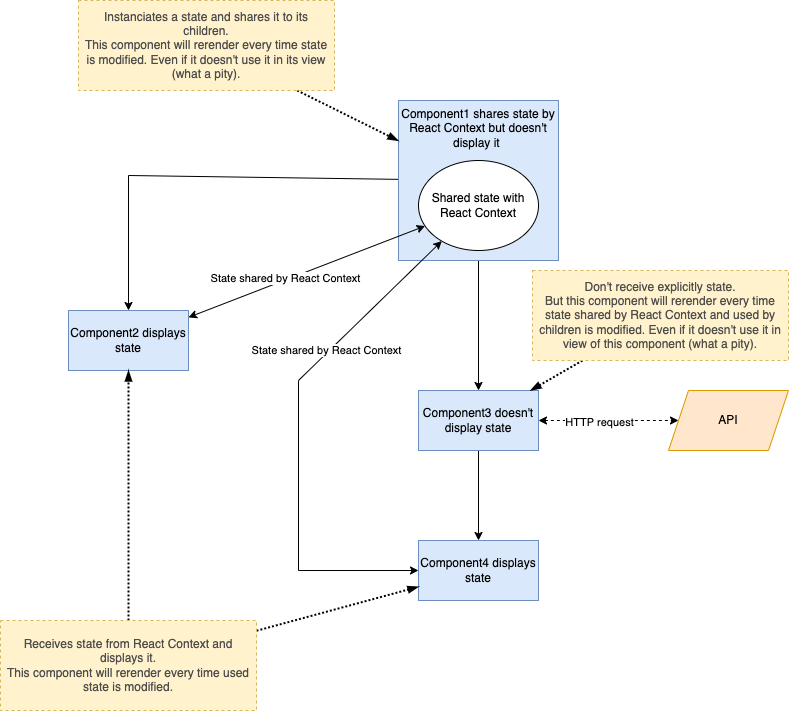 Instanciates a state and shares it to its
children.
This component will rerender every time state
is modified. Even if it doesn't use it in its view
(what a pity).
Component1 shares state by
React Context but doesn't
display it
Shared state with
React Context
State shared by React Context
Don't receive explicitly state.
But this component will rerender every time
state shared by React Context and used by
children is modified. Even if it doesn't use it in
view of this component (what a pity).
Component2 displays
state
State shared by React Context
Component3 doesn't
display state
HTTP request
API
Component4 displays
state
Receives state from React Context and
displays it.
This component will rerender every time used
state is modified.